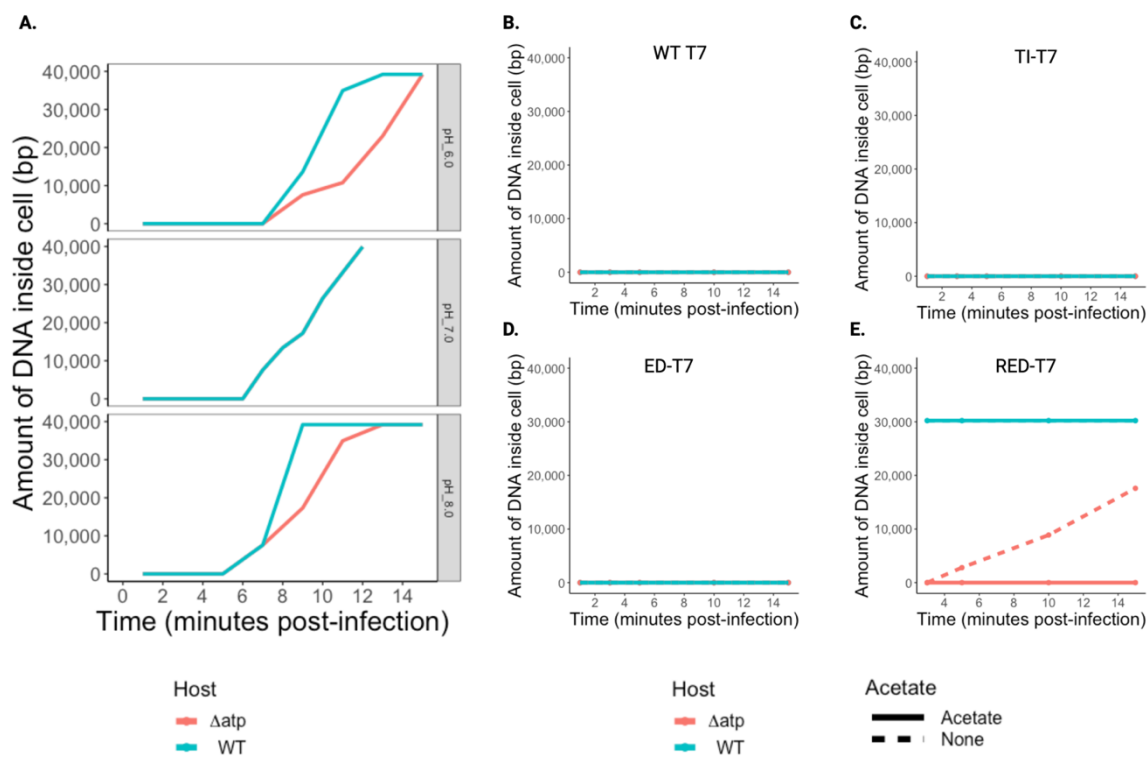 A.
Amount of DNA inside cell (bp)
40,000
30,000
20,000
10,000
0
pH_6.0
40,000
30,000
20,000
10,000
0
pH_7.0
40,000
30,000
20,000
10,000
0
pH_8.0
0 2 4 6 8 10 12 14
Time (minutes post-infection)
Host
Δatp
WT
B.
WT T7
Amount of DNA inside cell (bp)
40,000
30,000
20,000
10,000
0
2 4 6 8 10 12 14
Time (minutes post-infection)
C.
TI-T7
Amount of DNA inside cell (bp)
40,000
30,000
20,000
10,000
0
2 4 6 8 10 12 14
Time (minutes post-infection)
D.
ED-T7
Amount of DNA inside cell (bp)
40,000
30,000
20,000
10,000
0
2 4 6 8 10 12 14
Time (minutes post-infection)
E.
RED-T7
Amount of DNA inside cell (bp)
40,000
30,000
20,000
10,000
0
4 6 8 10 12 14
Time (minutes post-infection)
Host
Δatp
WT
Acetate
Acetate
None